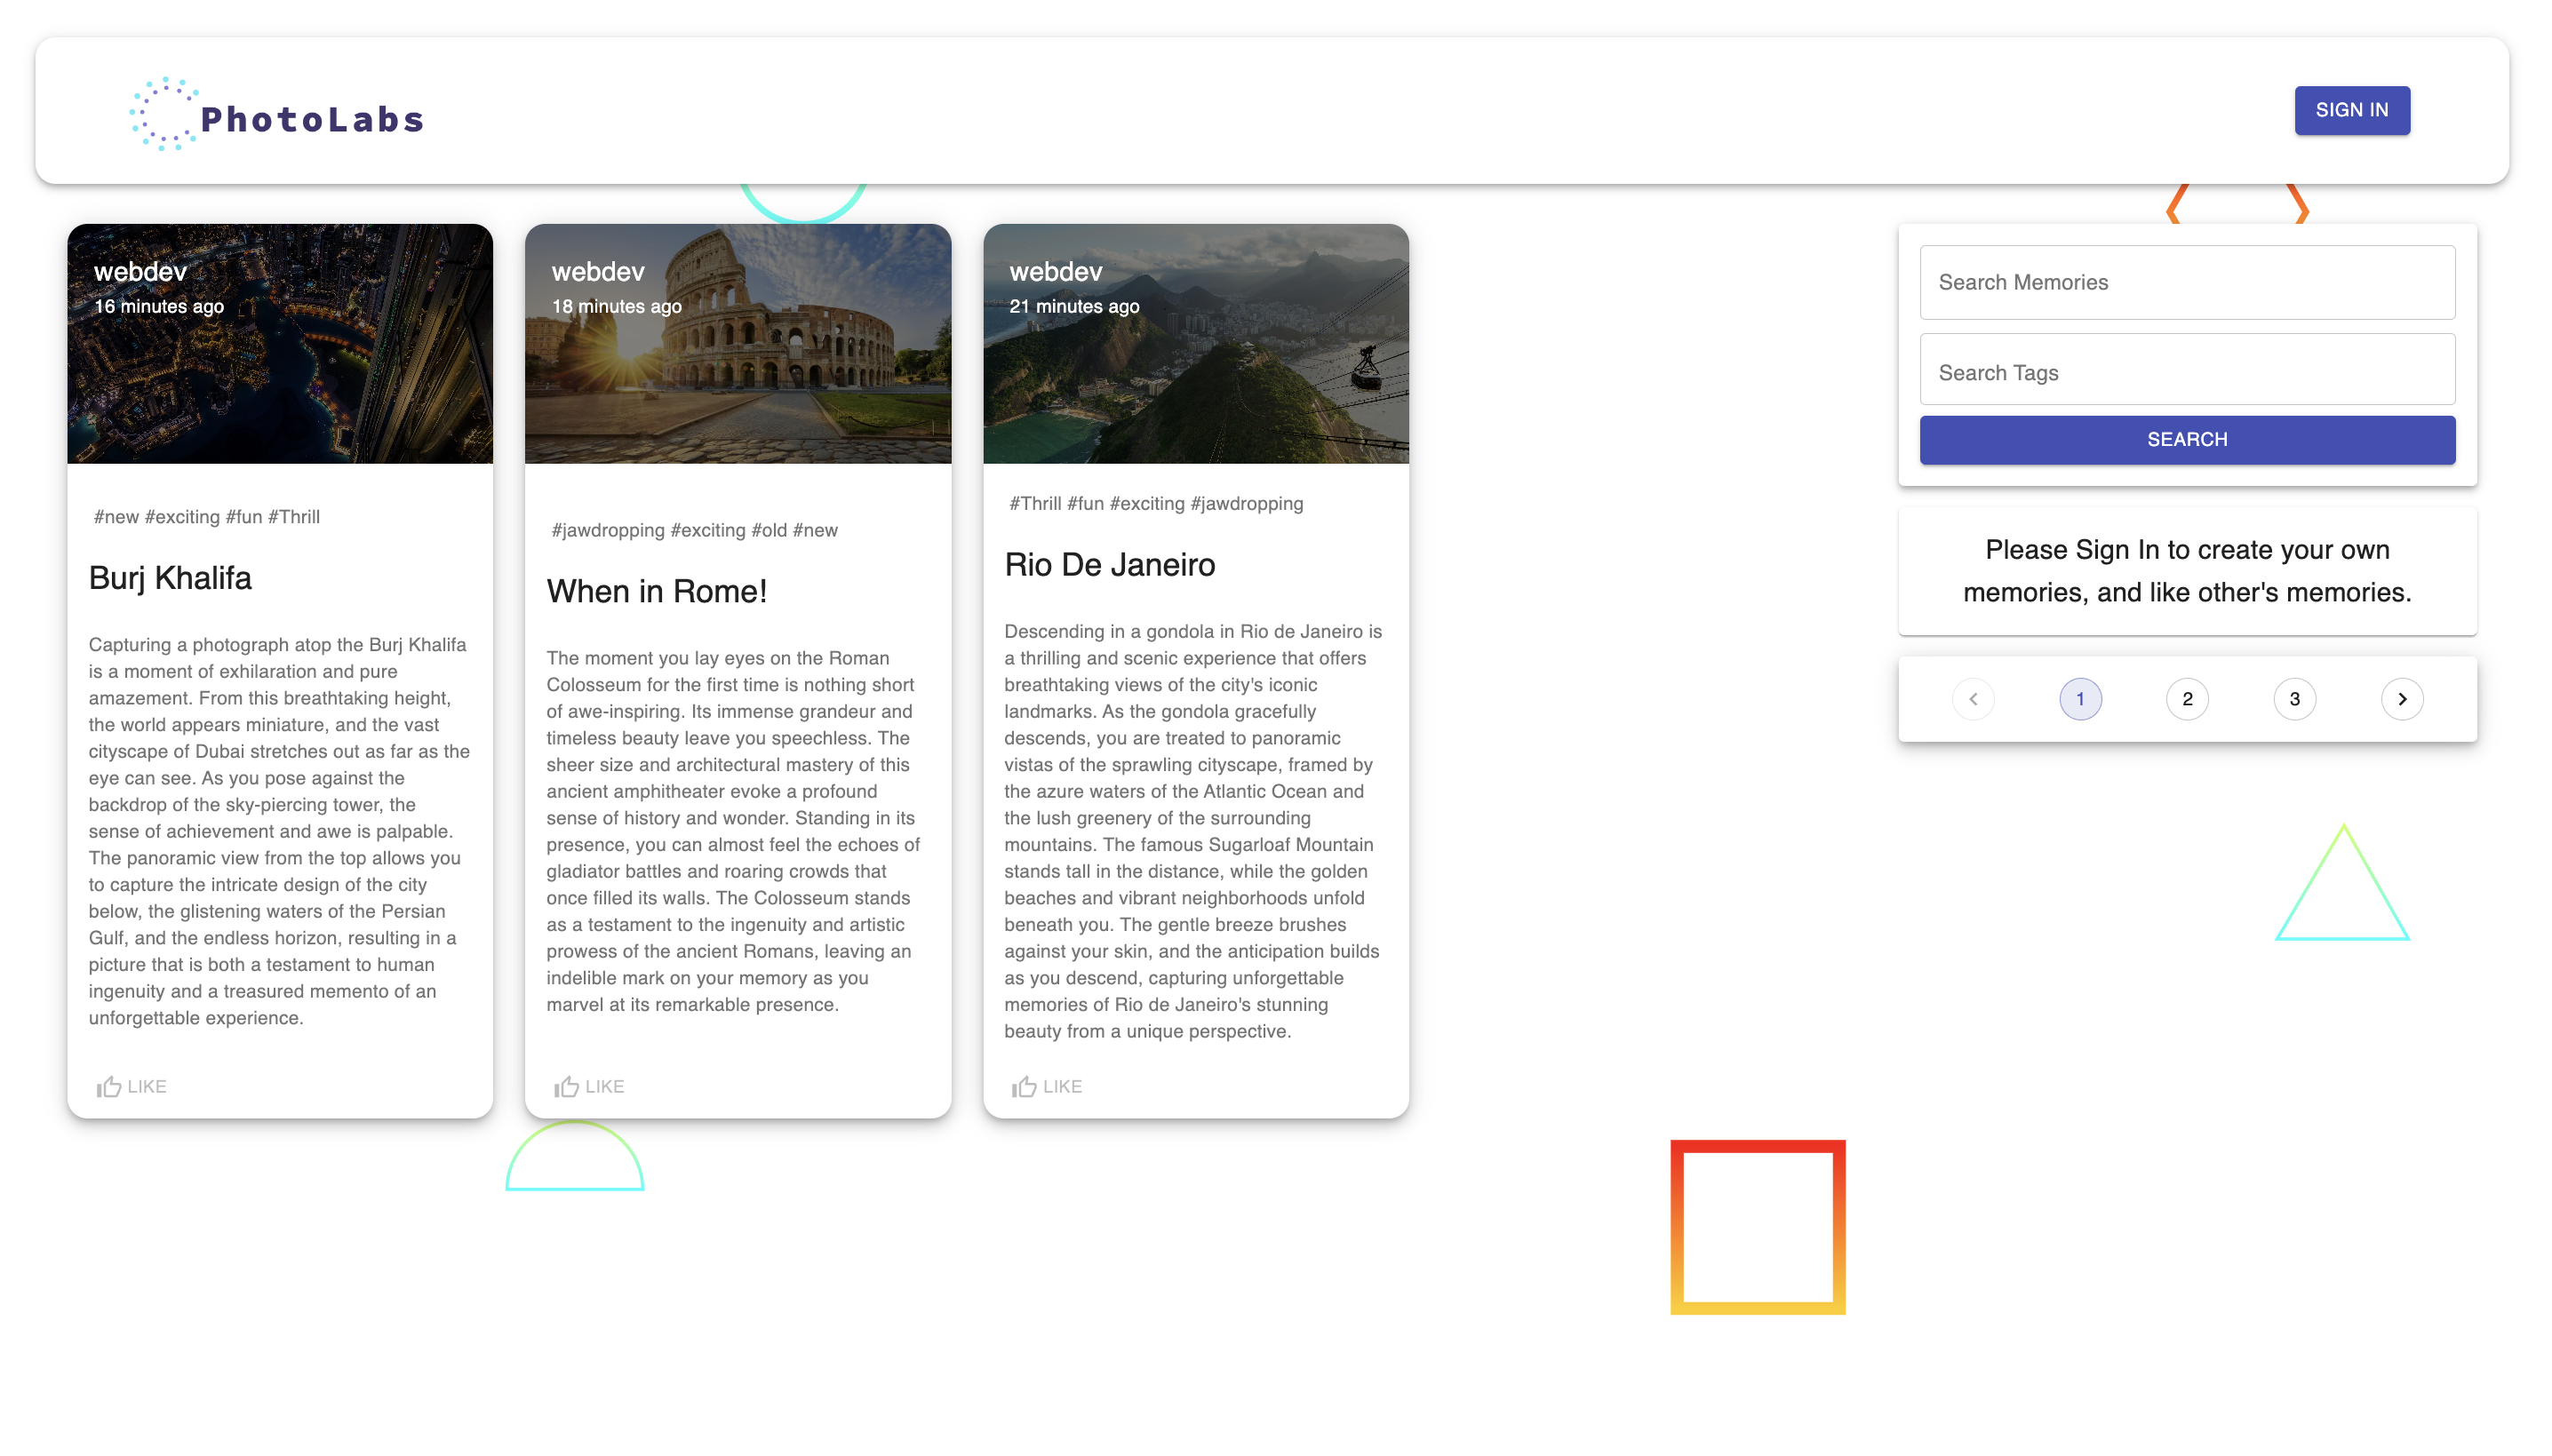 PhotoLabs
SIGN IN
webdev
16 minutes ago
#new #exciting #fun #Thrill
Burj Khalifa
Capturing a photograph atop the Burj Khalifa
is a moment of exhilaration and pure
amazement. From this breathtaking height,
the world appears miniature, and the vast
cityscape of Dubai stretches out as far as the
eye can see. As you pose against the
backdrop of the sky-piercing tower, the
sense of achievement and awe is palpable.
The panoramic view from the top allows you
to capture the intricate design of the city
below, the glistening waters of the Persian
Gulf, and the endless horizon, resulting in a
picture that is both a testament to human
ingenuity and a treasured memento of an
unforgettable experience.
LIKE
webdev
18 minutes ago
#jawdropping #exciting #old #new
When in Rome!
The moment you lay eyes on the Roman
Colosseum for the first time is nothing short
of awe-inspiring. Its immense grandeur and
timeless beauty leave you speechless. The
sheer size and architectural mastery of this
ancient amphitheater evoke a profound
sense of history and wonder. Standing in its
presence, you can almost feel the echoes of
gladiator battles and roaring crowds that
once filled its walls. The Colosseum stands
as a testament to the ingenuity and artistic
prowess of the ancient Romans, leaving an
indelible mark on your memory as you
marvel at its remarkable presence.
LIKE
webdev
21 minutes ago
#Thrill #fun #exciting #jawdropping
Rio De Janeiro
Descending in a gondola in Rio de Janeiro is
a thrilling and scenic experience that offers
breathtaking views of the city's iconic
landmarks. As the gondola gracefully
descends, you are treated to panoramic
vistas of the sprawling cityscape, framed by
the azure waters of the Atlantic Ocean and
the lush greenery of the surrounding
mountains. The famous Sugarloaf Mountain
stands tall in the distance, while the golden
beaches and vibrant neighborhoods unfold
beneath you. The gentle breeze brushes
against your skin, and the anticipation builds
as you descend, capturing unforgettable
memories of Rio de Janeiro's stunning
beauty from a unique perspective.
LIKE
Search Memories
Search Tags
SEARCH
Please Sign In to create your own
memories, and like other's memories.
1 2 3